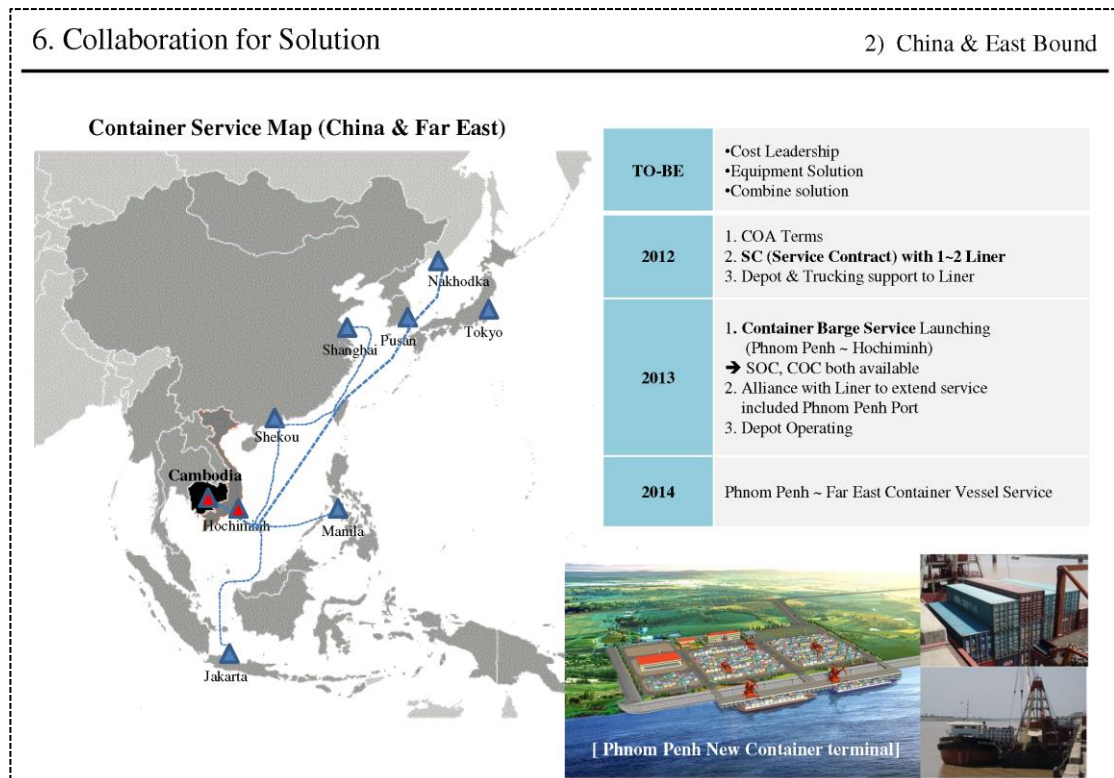 6. Collaboration for Solution
2) China & East Bound
Container Service Map (China & Far East)
Nakhodka
Pusan
Tokyo
Shanghai
Shekou
Cambodia
Hochiminh
Manila
Jakarta
TO-BE
•Cost Leadership
•Equipment Solution
•Combine solution
2012
1. COA Terms
2. SC (Service Contract) with 1~2 Liner
3. Depot & Trucking support to Liner
2013
1. Container Barge Service Launching
(Phnom Penh ~ Hochiminh)
➔ SOC, COC both available
2. Alliance with Liner to extend service
included Phnom Penh Port
3. Depot Operating
2014
Phnom Penh ~ Far East Container Vessel Service
[ Phnom Penh New Container terminal]